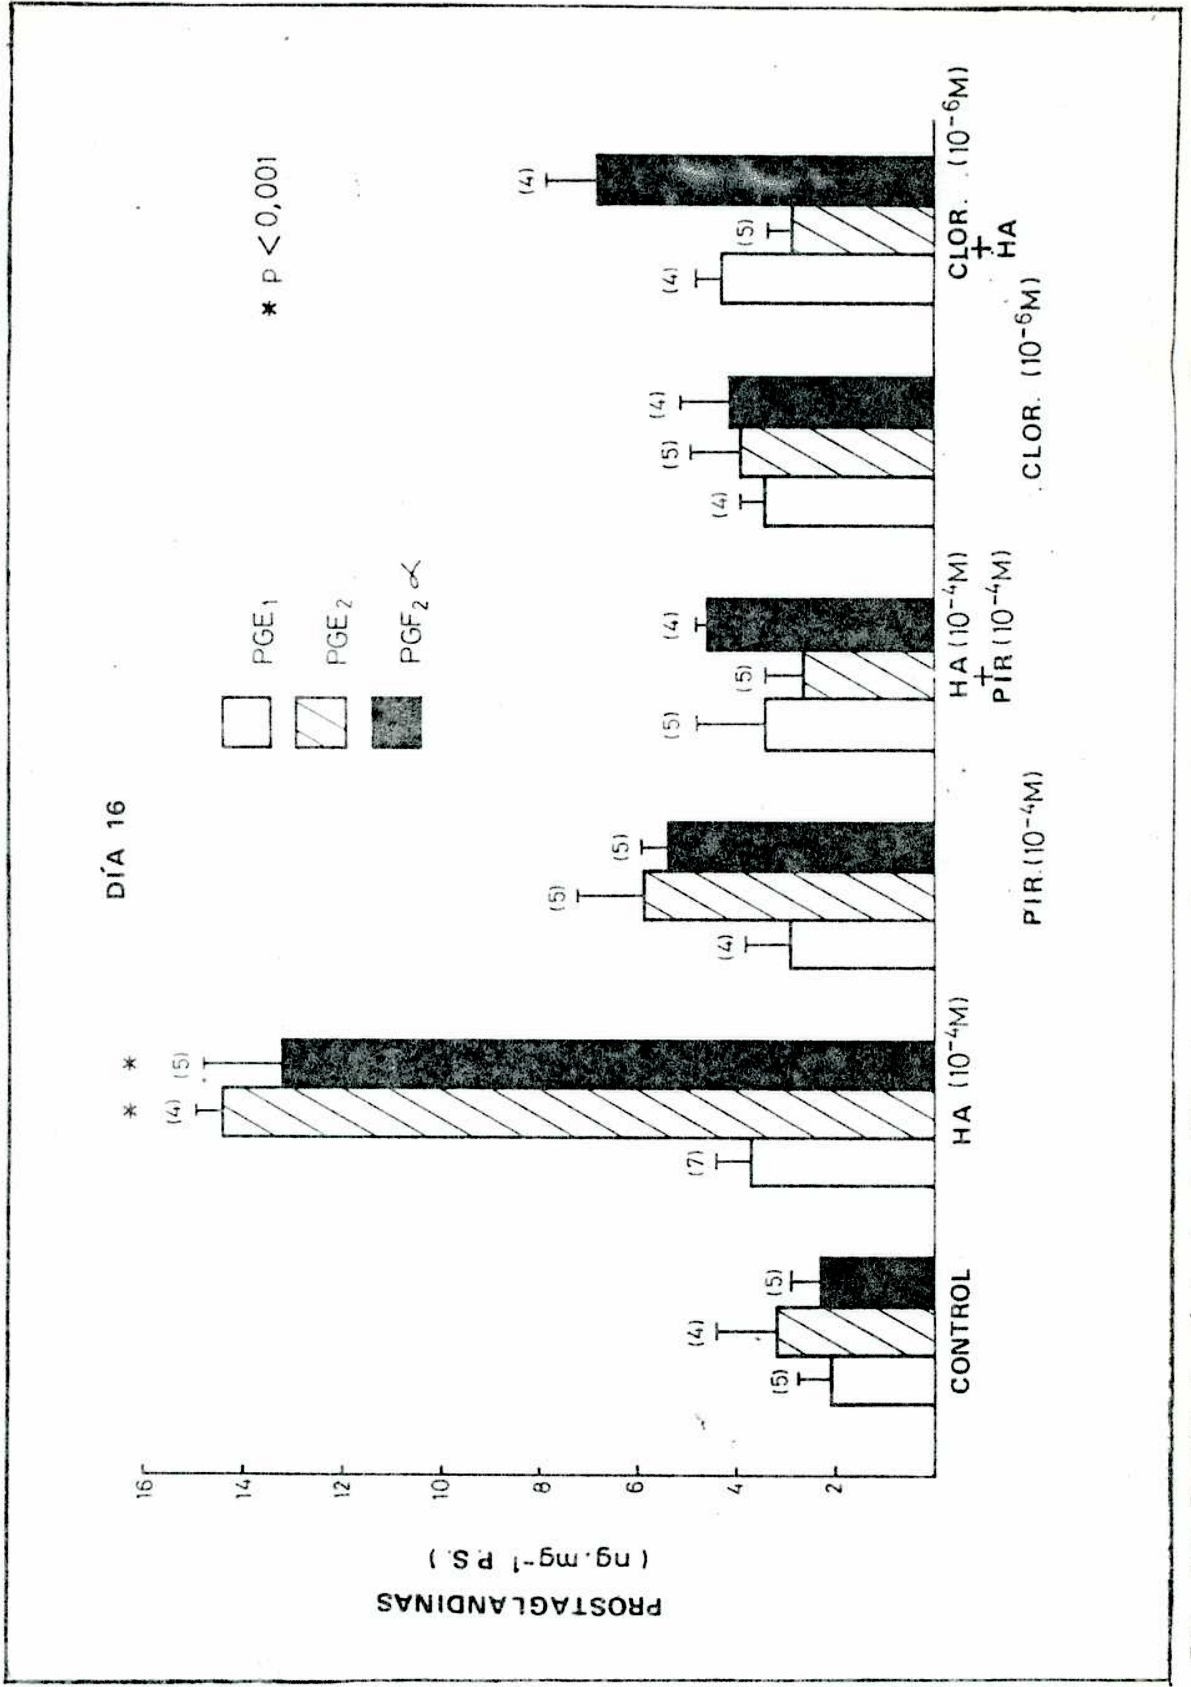 DÍA 16
PGE1
PGE2
PGF2 α
* p < 0,001
PROSTAGLANDINAS
( ng.mg⁻¹ P.S. )
16
14
12
10
8
6
4
2
(5)
(4)
(5)
(7)
*
(4)
*
(5)
(4)
(5)
(5)
(5)
(5)
(4)
(4)
(5)
(4)
(4)
(5)
(4)
CONTROL
HA (10⁻⁴M)
PIR.(10⁻⁴M)
HA (10⁻⁴M)
+
PIR (10⁻⁴M)
CLOR. (10⁻⁶M)
CLOR. (10⁻⁶M)
+
HA